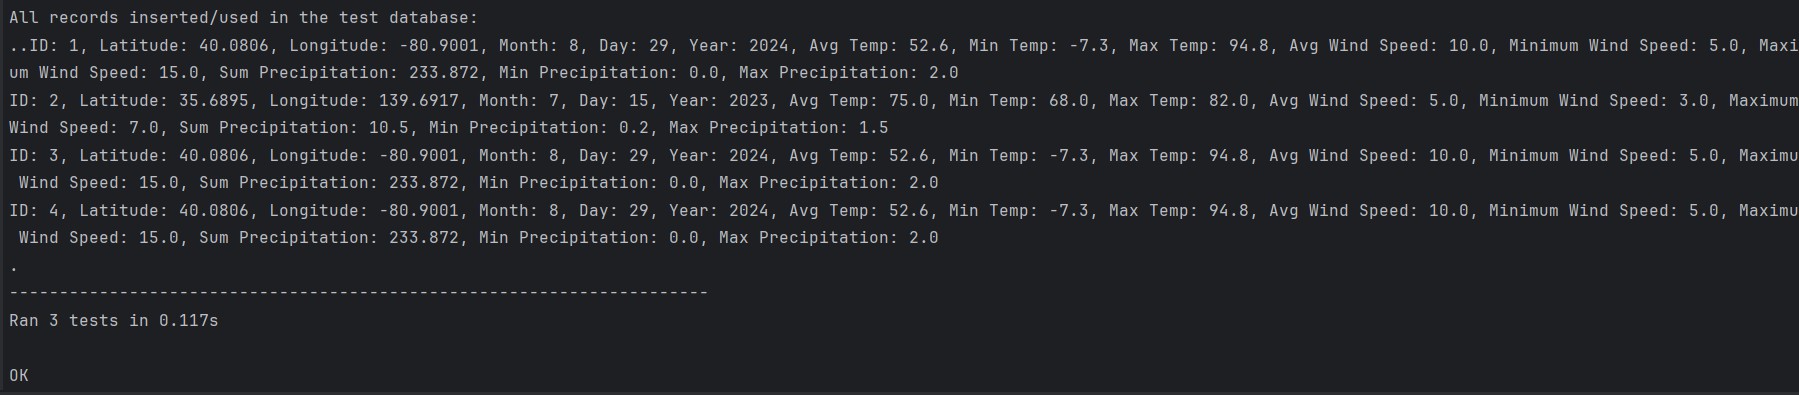 All records inserted/used in the test database:
..ID: 1, Latitude: 40.0806, Longitude: -80.9001, Month: 8, Day: 29, Year: 2024, Avg Temp: 52.6, Min Temp: -7.3, Max Temp: 94.8, Avg Wind Speed: 10.0, Minimum Wind Speed: 5.0, Maxi
um Wind Speed: 15.0, Sum Precipitation: 233.872, Min Precipitation: 0.0, Max Precipitation: 2.0
ID: 2, Latitude: 35.6895, Longitude: 139.6917, Month: 7, Day: 15, Year: 2023, Avg Temp: 75.0, Min Temp: 68.0, Max Temp: 82.0, Avg Wind Speed: 5.0, Minimum Wind Speed: 3.0, Maximum
Wind Speed: 7.0, Sum Precipitation: 10.5, Min Precipitation: 0.2, Max Precipitation: 1.5
ID: 3, Latitude: 40.0806, Longitude: -80.9001, Month: 8, Day: 29, Year: 2024, Avg Temp: 52.6, Min Temp: -7.3, Max Temp: 94.8, Avg Wind Speed: 10.0, Minimum Wind Speed: 5.0, Maximu
 Wind Speed: 15.0, Sum Precipitation: 233.872, Min Precipitation: 0.0, Max Precipitation: 2.0
ID: 4, Latitude: 40.0806, Longitude: -80.9001, Month: 8, Day: 29, Year: 2024, Avg Temp: 52.6, Min Temp: -7.3, Max Temp: 94.8, Avg Wind Speed: 10.0, Minimum Wind Speed: 5.0, Maximu
 Wind Speed: 15.0, Sum Precipitation: 233.872, Min Precipitation: 0.0, Max Precipitation: 2.0
.
----------------------------------------------------------------------
Ran 3 tests in 0.117s
OK